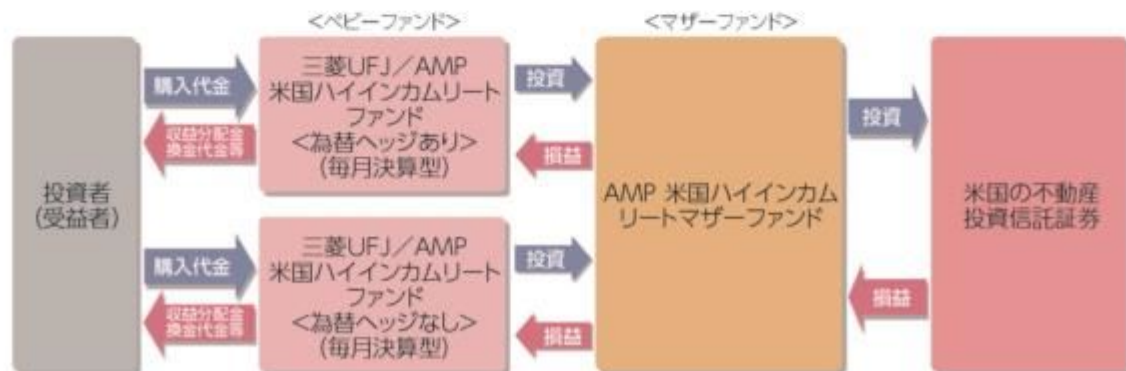 <ベビーファンド>
<マザーファンド>
投資者
(受益者)
購入代金
収益分配金
換金代金等
三菱UFJ/AMP
米国ハイインカムリート
ファンド
<為替ヘッジあり>
(毎月決算型)
投資
損益
購入代金
収益分配金
換金代金等
三菱UFJ/AMP
米国ハイインカムリート
ファンド
<為替ヘッジなし>
(毎月決算型)
投資
損益
AMP 米国ハイインカム
リートマザーファンド
投資
損益
米国の不動産
投資信託証券